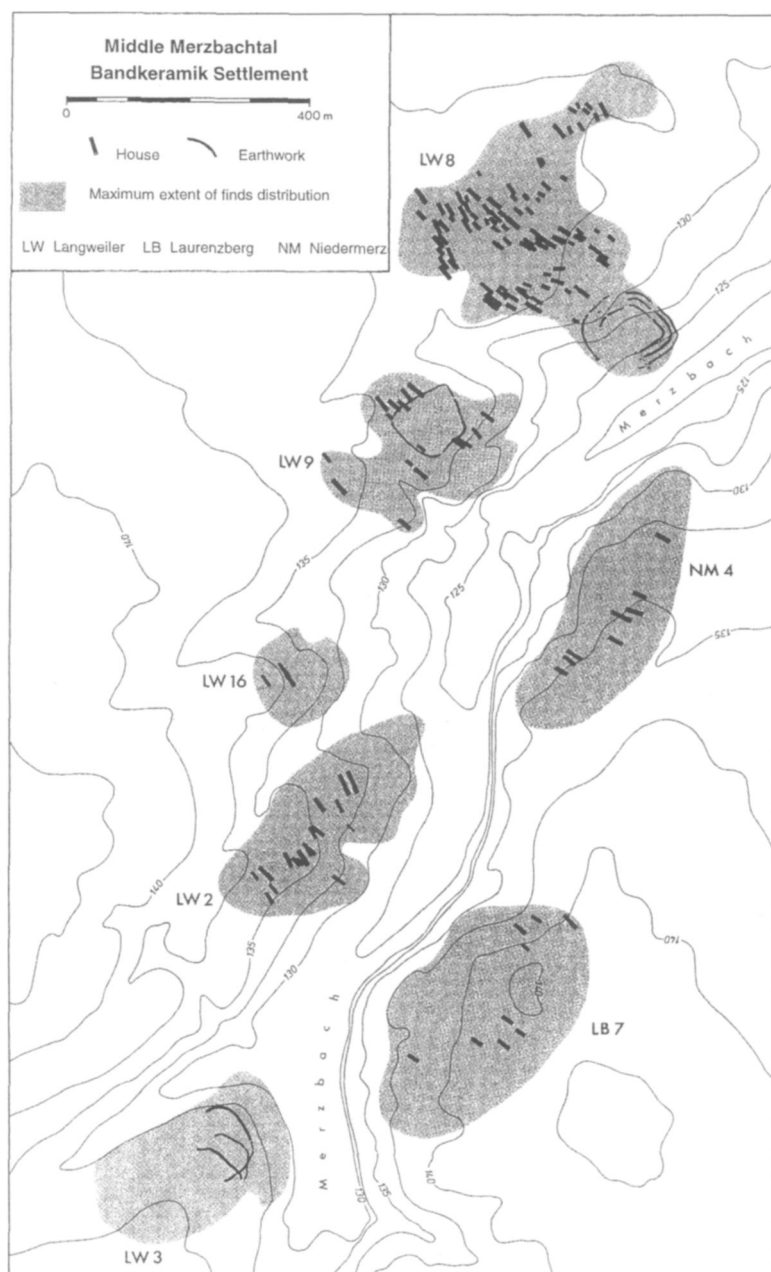 Middle Merzbachtal
Bandkeramik Settlement
0 400 m
House Earthwork
Maximum extent of finds distribution
LW Langweiler LB Laurenzberg NM Niedermerz
LW 8
130
125
Merzbach
125
LW 9
130
140
135
130
125
NM 4
135
LW 16
LW 2
140
135
130
140
LB 7
Merzbach
130
135
140
LW 3